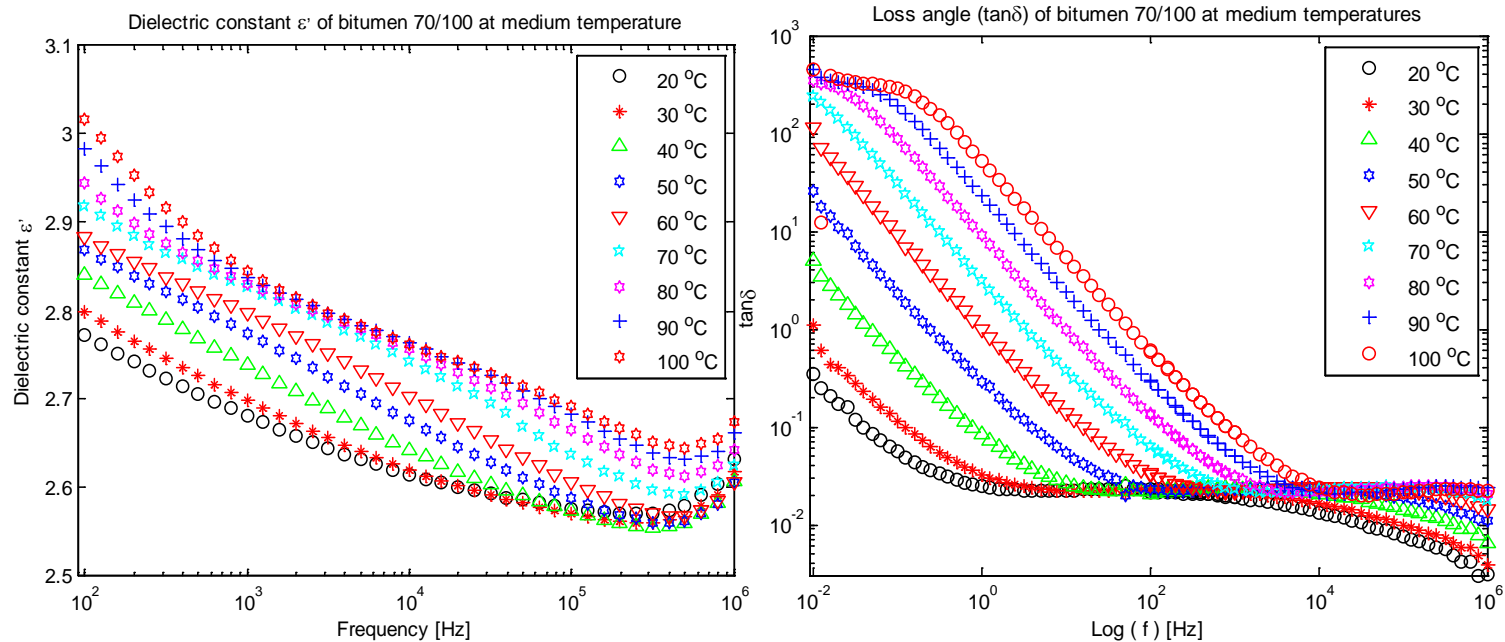 Dielectric constant ε' of bitumen 70/100 at medium temperature
3.1
3
2.9
2.8
2.7
2.6
2.5
Dielectric constant ε'
10^2
10^3
10^4
10^5
10^6
Frequency [Hz]
20 °C
30 °C
40 °C
50 °C
60 °C
70 °C
80 °C
90 °C
100 °C
Loss angle (tanδ) of bitumen 70/100 at medium temperatures
10^3
10^2
10^1
10^0
10^-1
10^-2
tanδ
10^-2
10^0
10^2
10^4
10^6
Log ( f ) [Hz]
20 °C
30 °C
40 °C
50 °C
60 °C
70 °C
80 °C
90 °C
100 °C